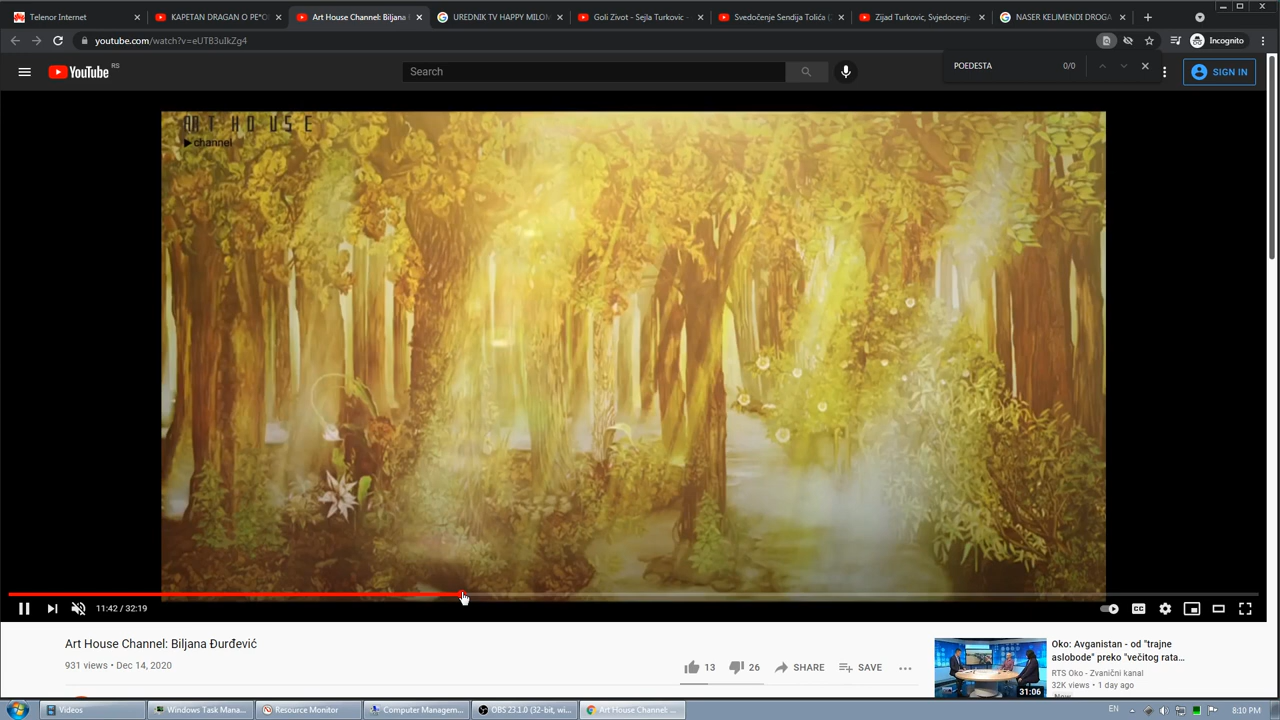 Telenor Internet
KAPETAN DRAGAN O PE*O
Art House Channel: Biljana
UREDNIK TV HAPPY MILO M
Goli Zivot - Sejla Turkovic
Svedočenje Sendija Tolića (
Zijad Turkovic, Svjedocenje
NASER KELJMENDI DROGA
youtube.com/watch?v=eUTB3uIkZg4
Incognito
YouTube RS
Search
POEDESTA
0/0
SIGN IN
ART HOUSE
channel
11:42 / 32:19
CC
Art House Channel: Biljana Đurđević
931 views • Dec 14, 2020
13
26
SHARE
SAVE
31:06
Oko: Avganistan - od "trajne
aslobode" preko "večitog rata...
RTS Oko - Zvanični kanal
32K views • 1 day ago
New
Videos
Windows Task Mana...
Resource Monitor
Computer Managem...
OBS 23.1.0 (32-bit, wi...
Art House Channel: ...
EN
8:10 PM